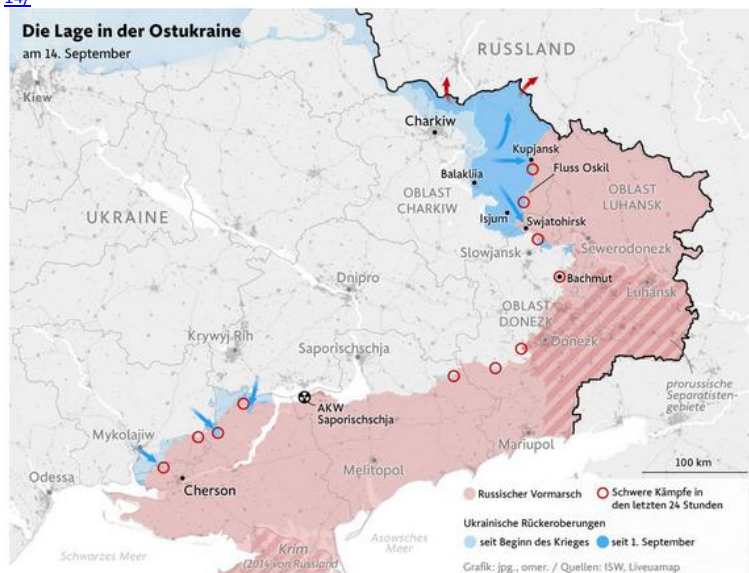 14)
Die Lage in der Ostukraine
am 14. September
RUSSLAND
Kiew
Charkiw
Kupjansk
Fluss Oskil
Balakliia
OBLAST
CHARKIW
OBLAST
LUHANSK
Isjum
Swjatohirsk
UKRAINE
Slowjansk
Sewerodonezk
Bachmut
Luhansk
Dnipro
OBLAST
DONEZK
Donezk
Krywyj Rih
Saporischschja
prorussische
Separatisten-
gebiete
AKW
Saporischschja
Mykolajiw
Mariupol
100 km
Odessa
Melitopol
Cherson
Russischer Vormarsch
Schwere Kämpfe in
den letzten 24 Stunden
Ukrainische Rückeroberungen
seit Beginn des Krieges
seit 1. September
Schwarzes Meer
Asowsches
Meer
Krim
(2014 von Russland
Grafik: jpg., omer. / Quellen: ISW, Liveuamap